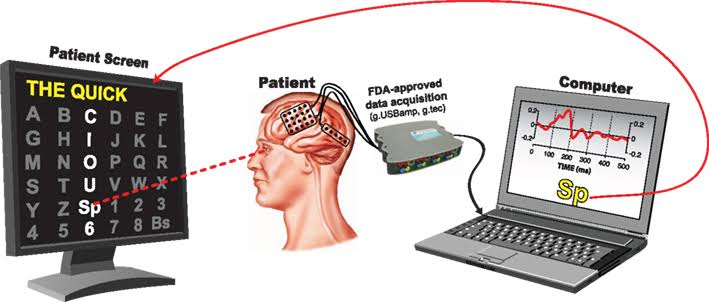 Patient Screen
THE QUICK
A B C D E F
G H I J K L
M N O P Q R
S T U V W X
Y Z Sp 1 2 3
4 5 6 7 8 Bs
Patient
FDA-approved
data acquisition
(g.USBamp, g.tec)
Computer
0.2 0.2
0 0
-0.2 -0.2
0 100 200 300 400 500
TIME (ms)
Sp